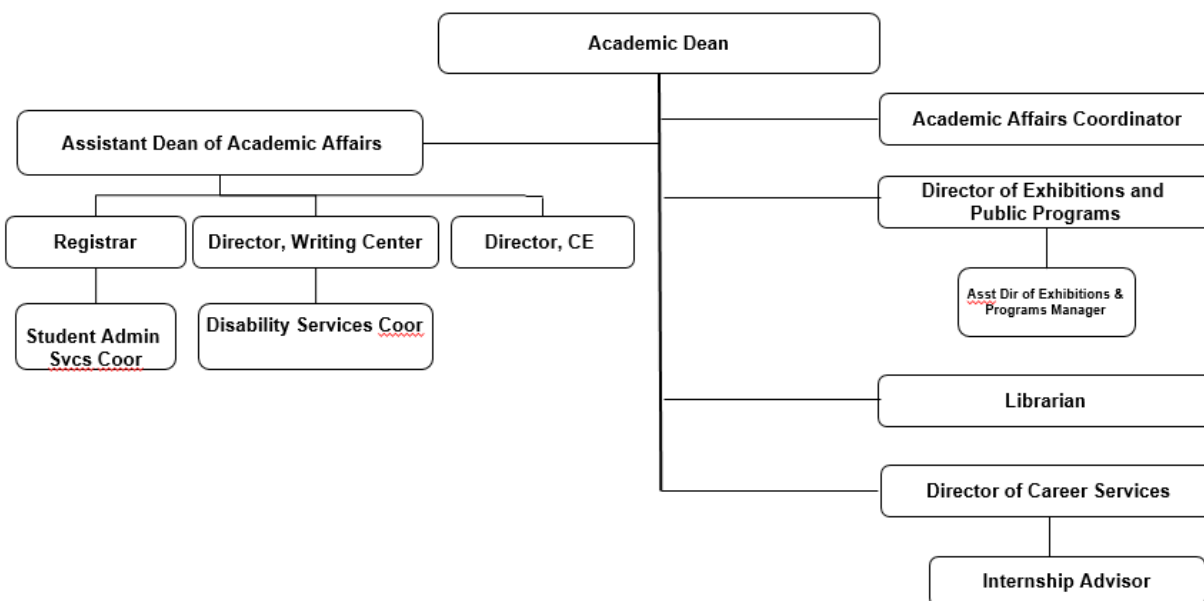 Academic Dean
Academic Affairs Coordinator
Assistant Dean of Academic Affairs
Director of Exhibitions and
Public Programs
Registrar
Director, Writing Center
Director, CE
Asst Dir of Exhibitions &
Programs Manager
Student Admin
Svcs Coor
Disability Services Coor
Librarian
Director of Career Services
Internship Advisor